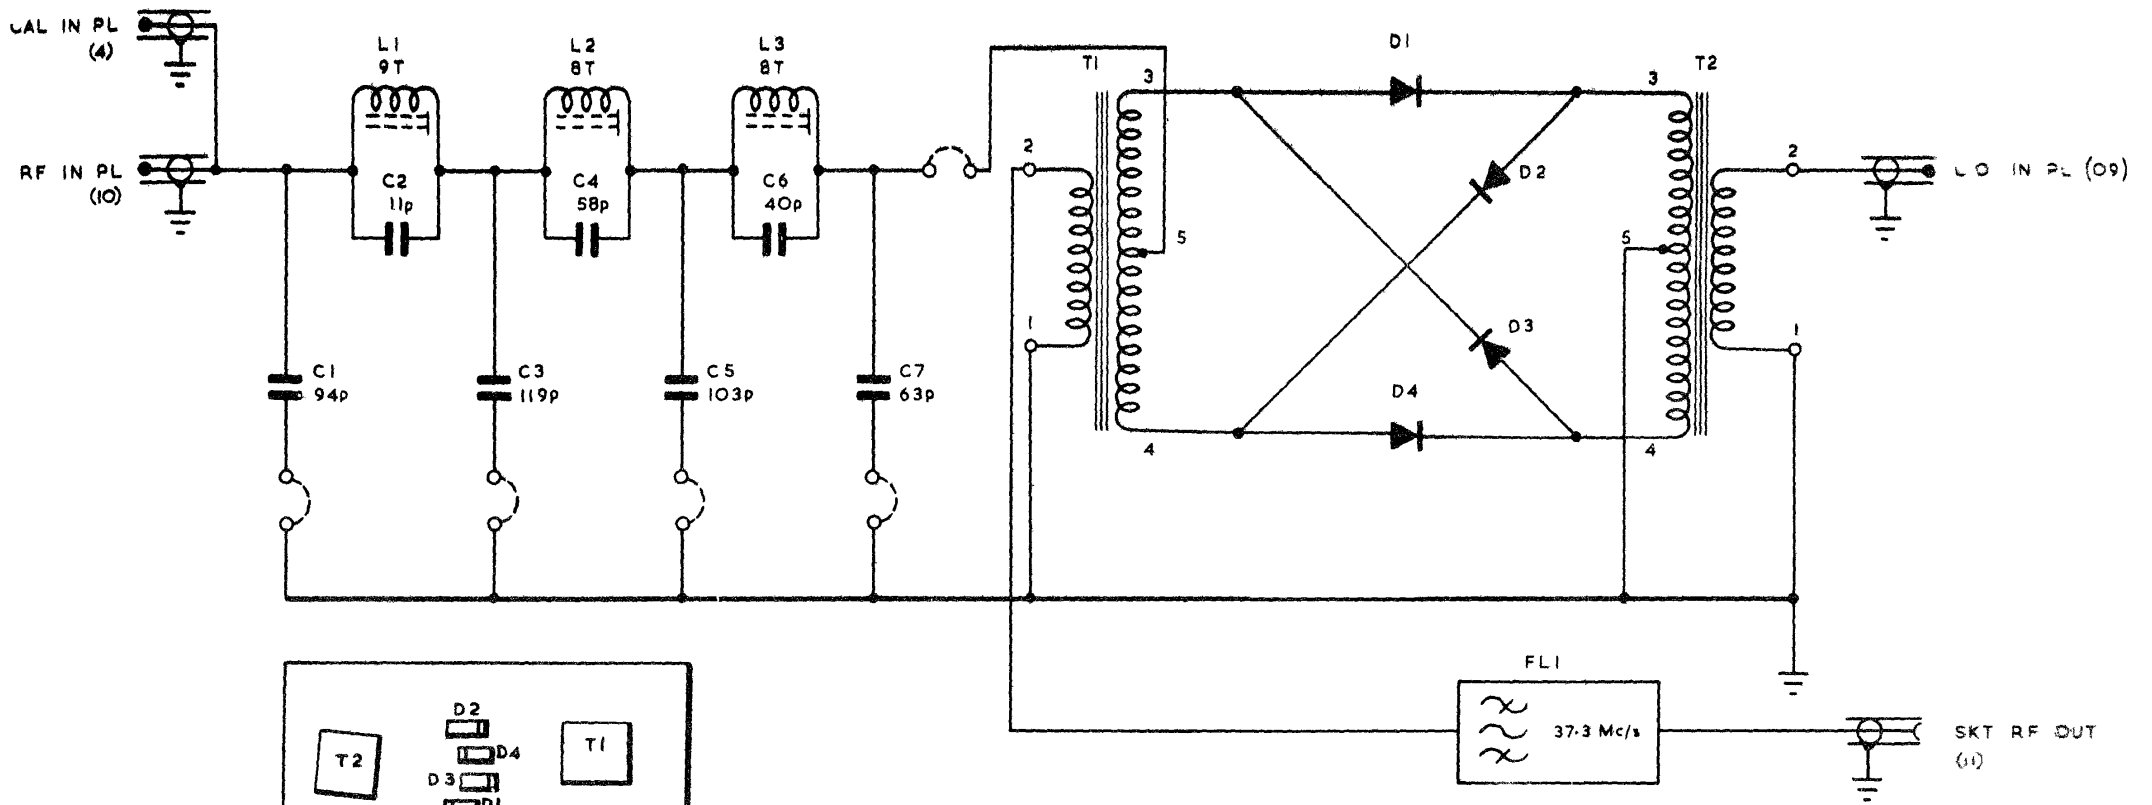 CAL IN PL
(4)
RF IN PL
(10)
L1
9T
C2
11p
L2
8T
C4
58p
L3
8T
C6
40p
C1
94p
C3
119p
C5
103p
C7
63p
T1
2
1
3
5
4
D1
D2
D3
D4
3
5
4
T2
2
1
L O IN PL (09)
FL1
37.3 Mc/s
SKT RF OUT
(11)
T2
D2
D4
D3
D1
T1